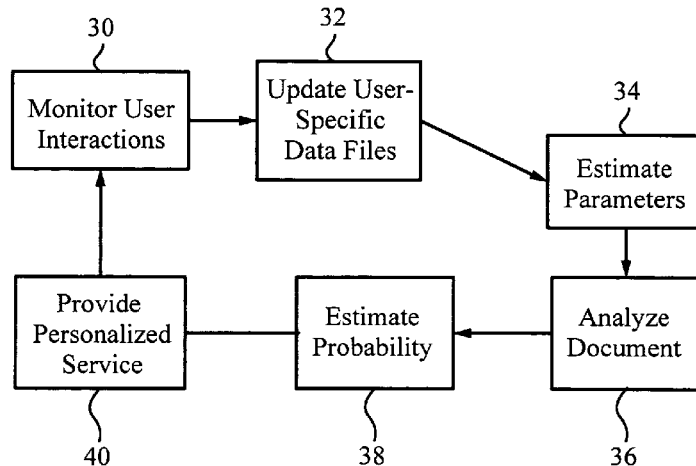 30
Monitor User
Interactions
32
Update User-
Specific
Data Files
34
Estimate
Parameters
Provide
Personalized
Service
40
Estimate
Probability
38
Analyze
Document
36